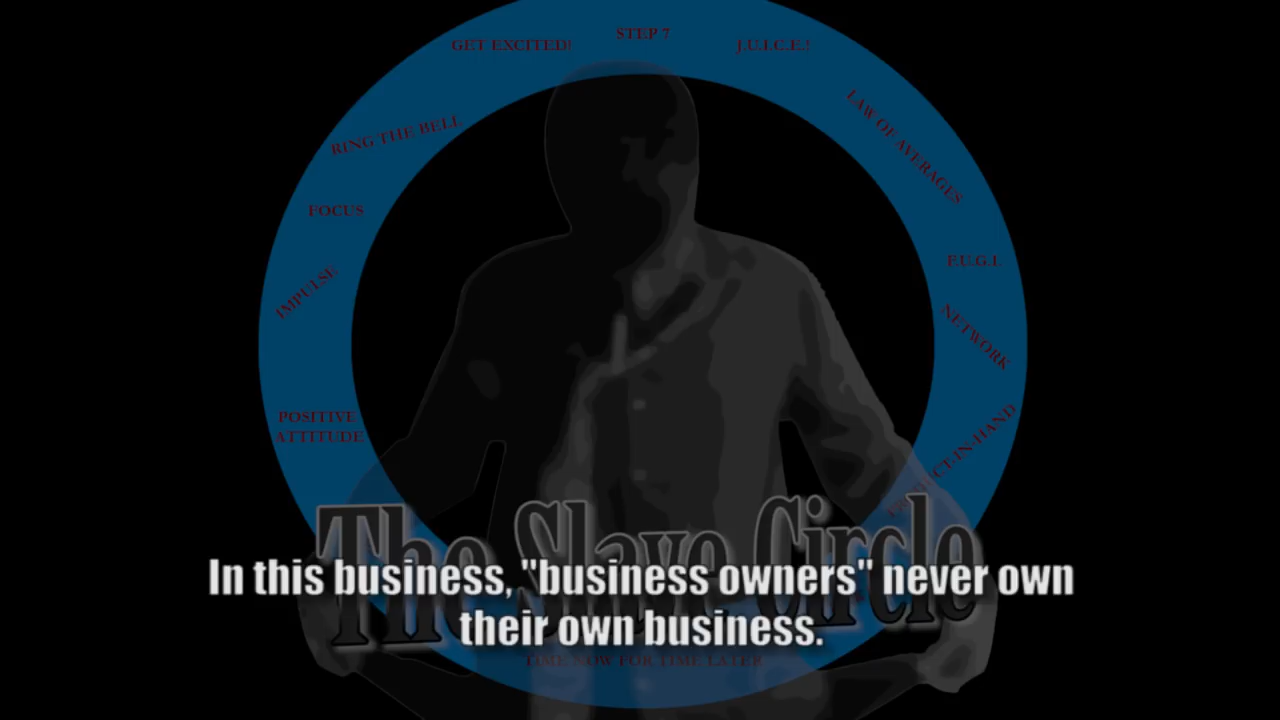 STEP 7
GET EXCITED!
J.U.I.C.E.!
RING THE BELL
LAW OF AVERAGES
FOCUS
F.U.G.I.
IMPULSE
NETWORK
POSITIVE
ATTITUDE
The Slave Circle
In this business, "business owners" never own
their own business.
TIME NOW FOR TIME LATER